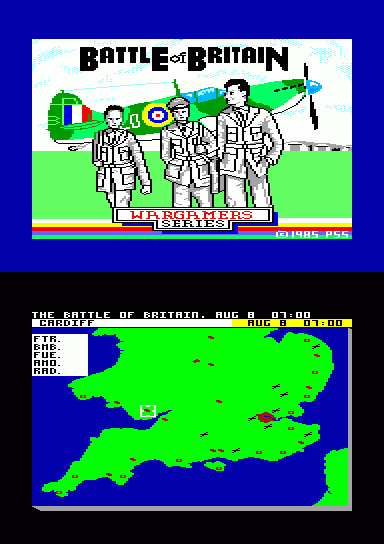 BATTLE of BRITAIN
WARGAMERS
SERIES
©1985 PSS
THE BATTLE OF BRITAIN. AUG 8 07:00
CARDIFF AUG 8 07:00
FTR.
BMB.
FUE.
AMO.
RAD.